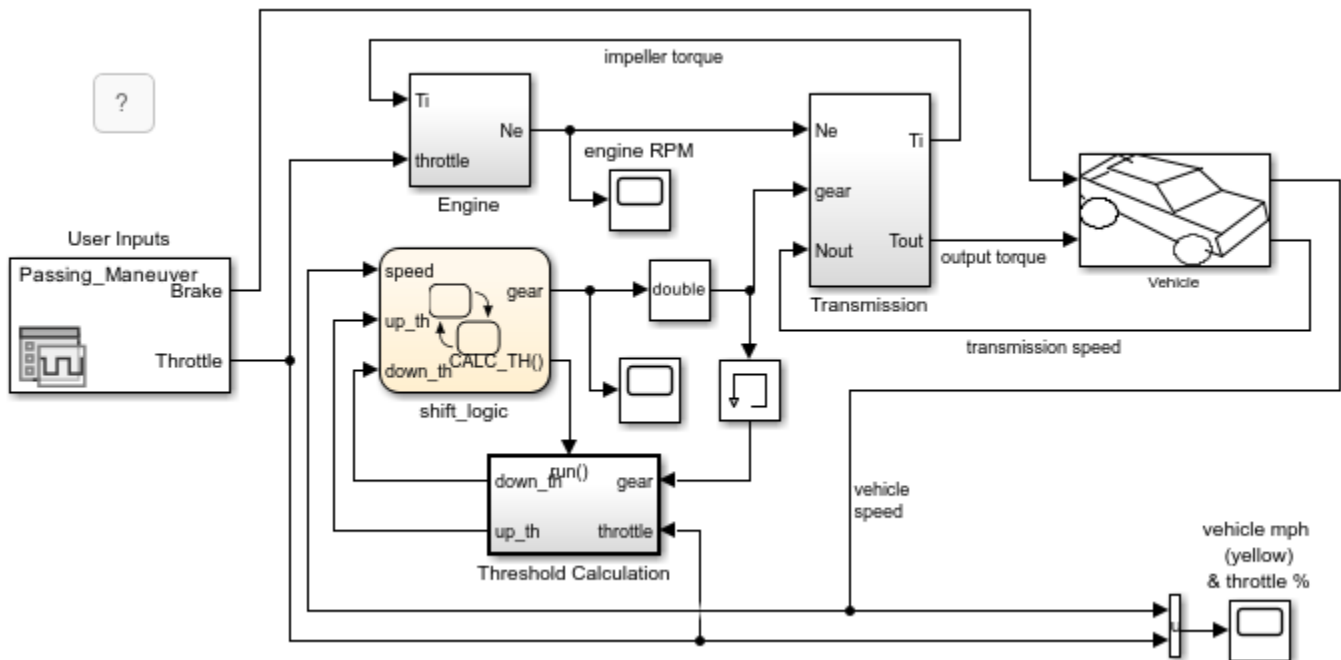 impeller torque
?
Ti
Ne
throttle
Engine
engine RPM
Ne
Ti
gear
Nout
Tout
Transmission
output torque
Vehicle
transmission speed
User Inputs
Passing_Maneuver
Brake
Throttle
speed
gear
up_th
CALC_TH()
down_th
shift_logic
double
run()
down_th
gear
up_th
throttle
Threshold Calculation
vehicle
speed
vehicle mph
(yellow)
& throttle %